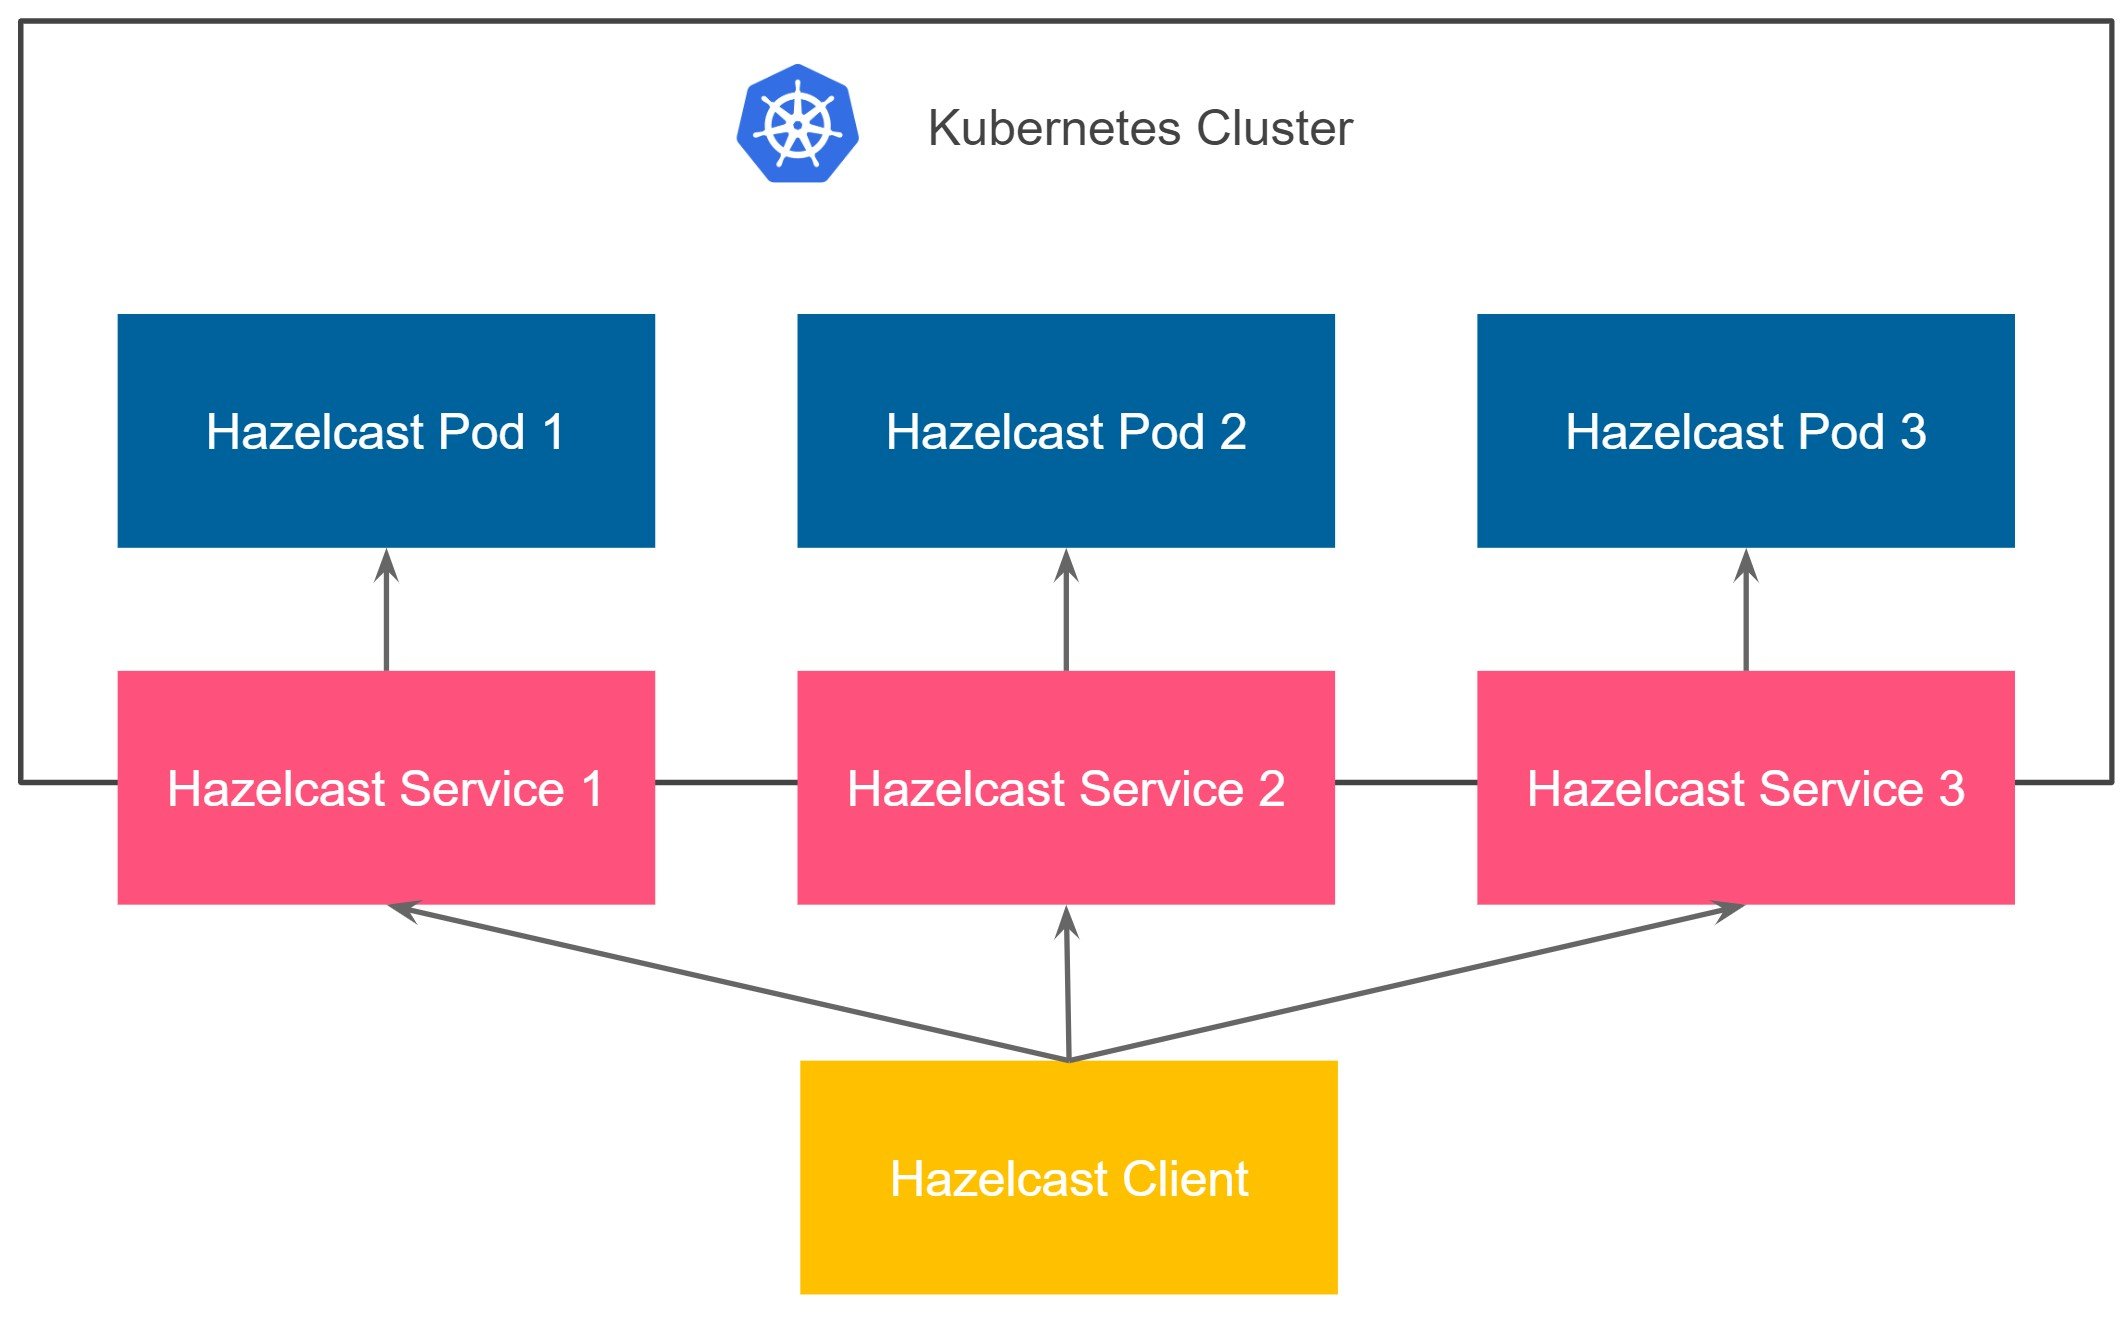 Kubernetes Cluster
Hazelcast Pod 1
Hazelcast Pod 2
Hazelcast Pod 3
Hazelcast Service 1
Hazelcast Service 2
Hazelcast Service 3
Hazelcast Client